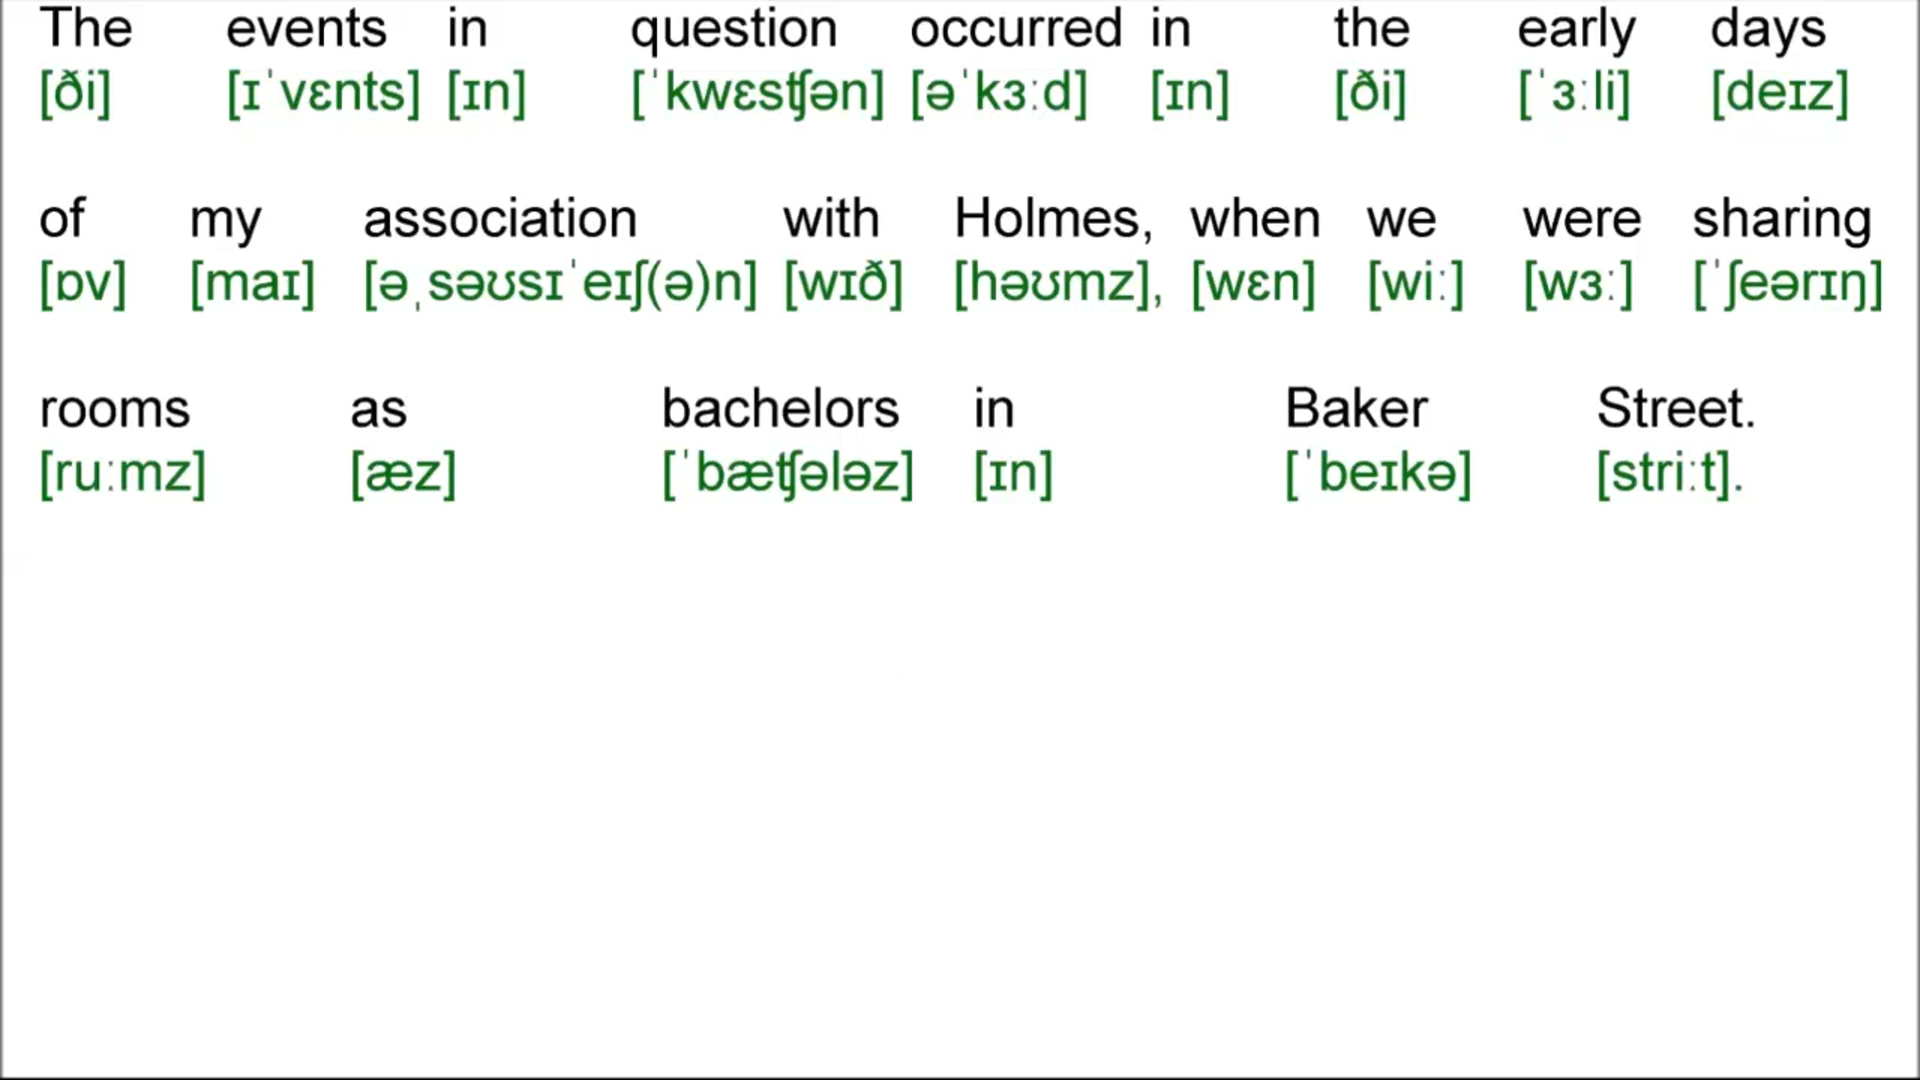 The events in question occurred in the early days
[ði] [ɪˈvɛnts] [ɪn] [ˈkwɛsʧən] [əˈkɜːd] [ɪn] [ði] [ˈɜːli] [deɪz]
of my association with Holmes, when we were sharing
[ɒv] [maɪ] [əˌsəʊsɪˈeɪʃ(ə)n] [wɪð] [həʊmz], [wɛn] [wiː] [wɜː] [ˈʃeərɪŋ]
rooms as bachelors in Baker Street.
[ruːmz] [æz] [ˈbæʧələz] [ɪn] [ˈbeɪkə] [striːt].